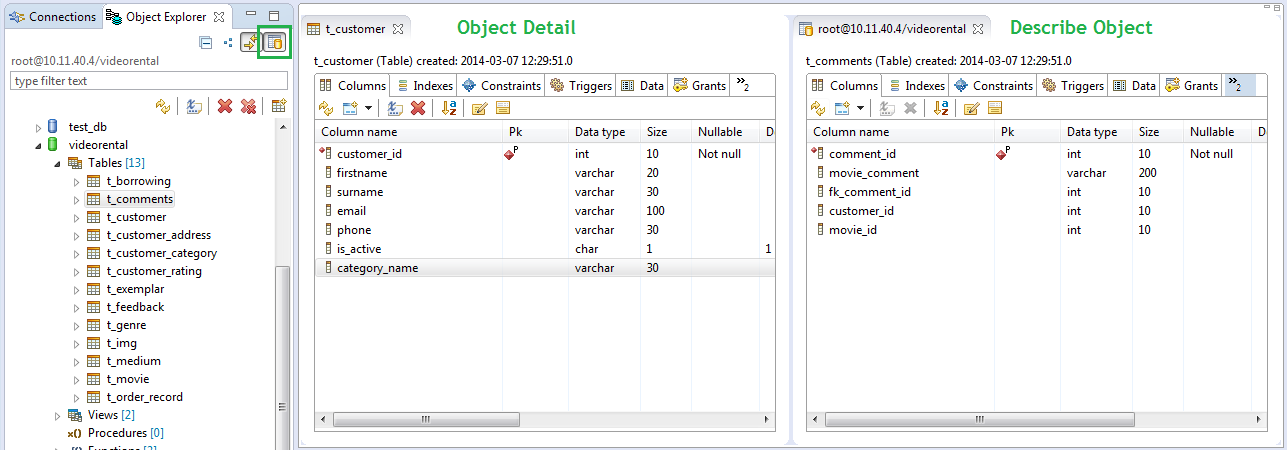 Connections
Object Explorer
root@10.11.40.4/videorental
type filter text
test_db
videorental
Tables [13]
t_borrowing
t_comments
t_customer
t_customer_address
t_customer_category
t_customer_rating
t_exemplar
t_feedback
t_genre
t_img
t_medium
t_movie
t_order_record
Views [2]
x() Procedures [0]
t_customer
Object Detail
t_customer (Table) created: 2014-03-07 12:29:51.0
Columns Indexes Constraints Triggers Data Grants »2
Column name Pk Data type Size Nullable D
customer_id P int 10 Not null
firstname varchar 20
surname varchar 30
email varchar 100
phone varchar 30
is_active char 1 1
category_name varchar 30
root@10.11.40.4/videorental
Describe Object
t_comments (Table) created: 2014-03-07 12:29:51.0
Columns Indexes Constraints Triggers Data Grants »2
Column name Pk Data type Size Nullable D
comment_id P int 10 Not null
movie_comment varchar 200
fk_comment_id int 10
customer_id int 10
movie_id int 10